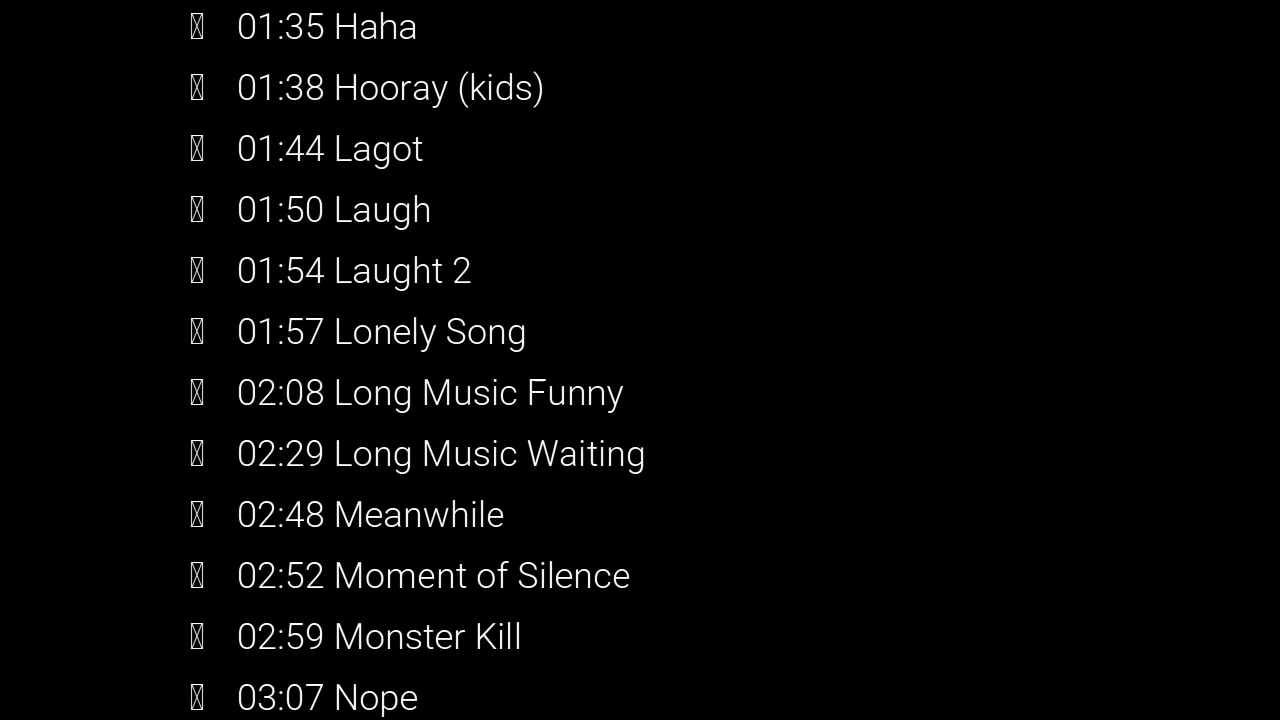 01:35 Haha
01:38 Hooray (kids)
01:44 Lagot
01:50 Laugh
01:54 Laught 2
01:57 Lonely Song
02:08 Long Music Funny
02:29 Long Music Waiting
02:48 Meanwhile
02:52 Moment of Silence
02:59 Monster Kill
03:07 Nope